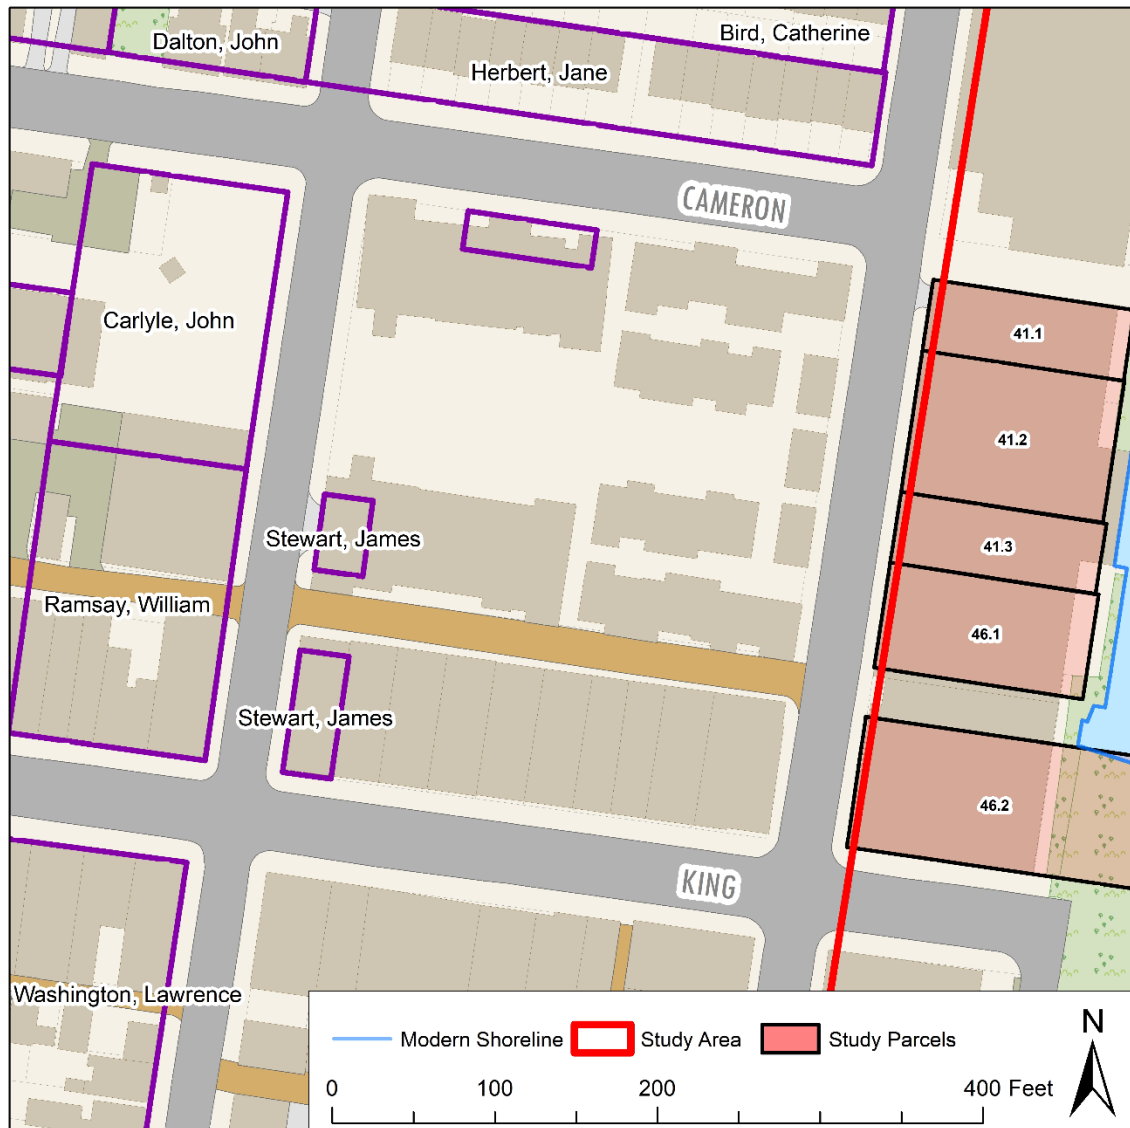 Dalton, John
Bird, Catherine
Herbert, Jane
CAMERON
Carlyle, John
41.1
41.2
Stewart, James
41.3
Ramsay, William
46.1
Stewart, James
46.2
KING
Washington, Lawrence
Modern Shoreline
Study Area
Study Parcels
N
0 100 200 400 Feet